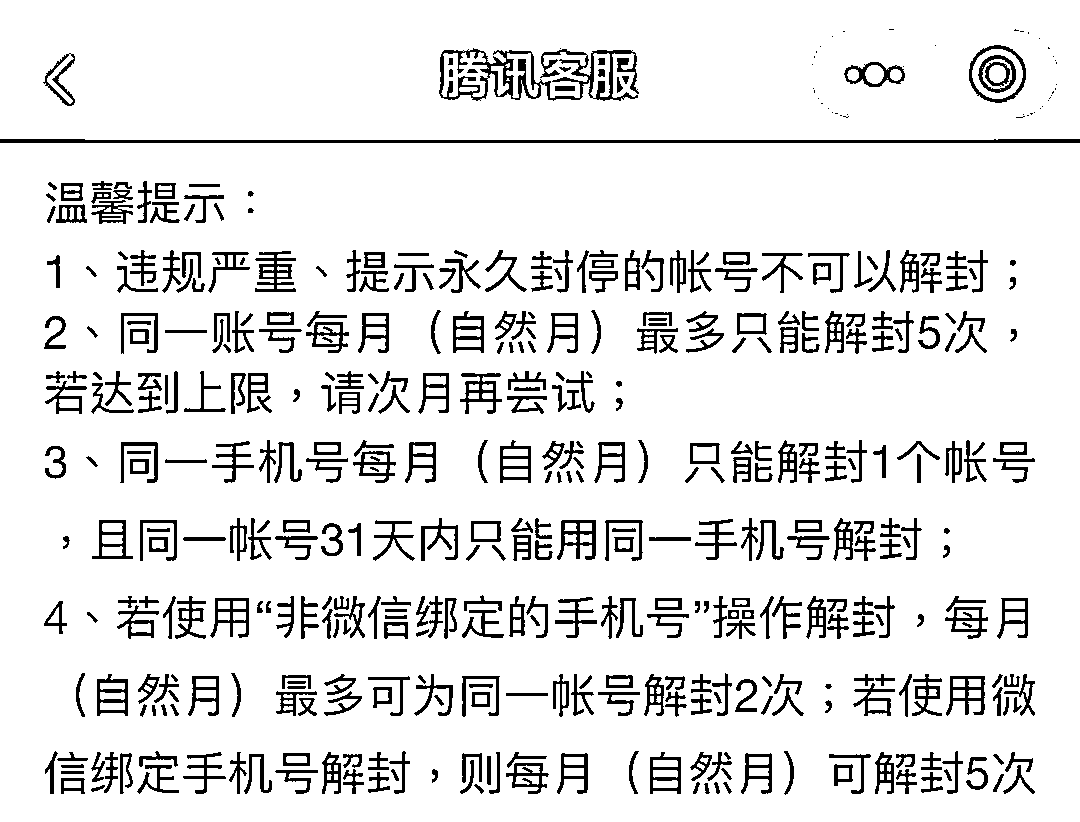 腾讯客服
温馨提示：
1、违规严重、提示永久封停的帐号不可以解封；
2、同一账号每月（自然月）最多只能解封5次，
若达到上限，请次月再尝试；
3、同一手机号每月（自然月）只能解封1个帐号
，且同一帐号31天内只能用同一手机号解封；
4、若使用“非微信绑定的手机号”操作解封，每月
（自然月）最多可为同一帐号解封2次；若使用微
信绑定手机号解封，则每月（自然月）可解封5次